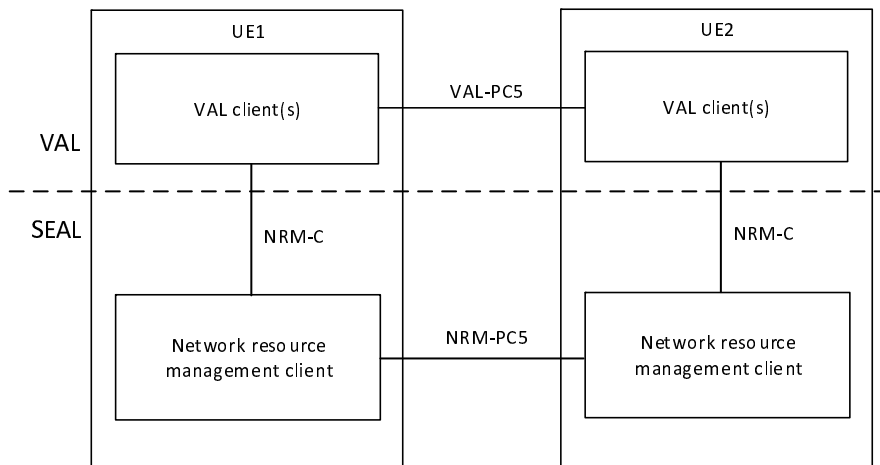 UE1
UE2
VAL client(s)
VAL-PC5
VAL client(s)
VAL
SEAL
NRM-C
NRM-C
Network resource
management client
NRM-PC5
Network resource
management client